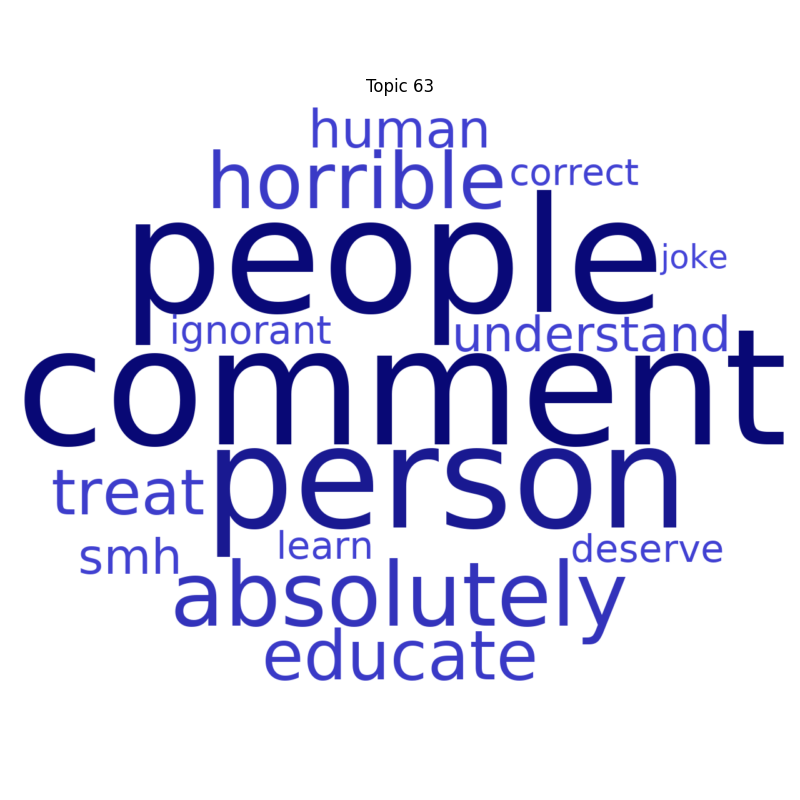 Topic 63
human
horrible
correct
people
joke
ignorant
understand
comment
person
treat
smh
learn
deserve
absolutely
educate